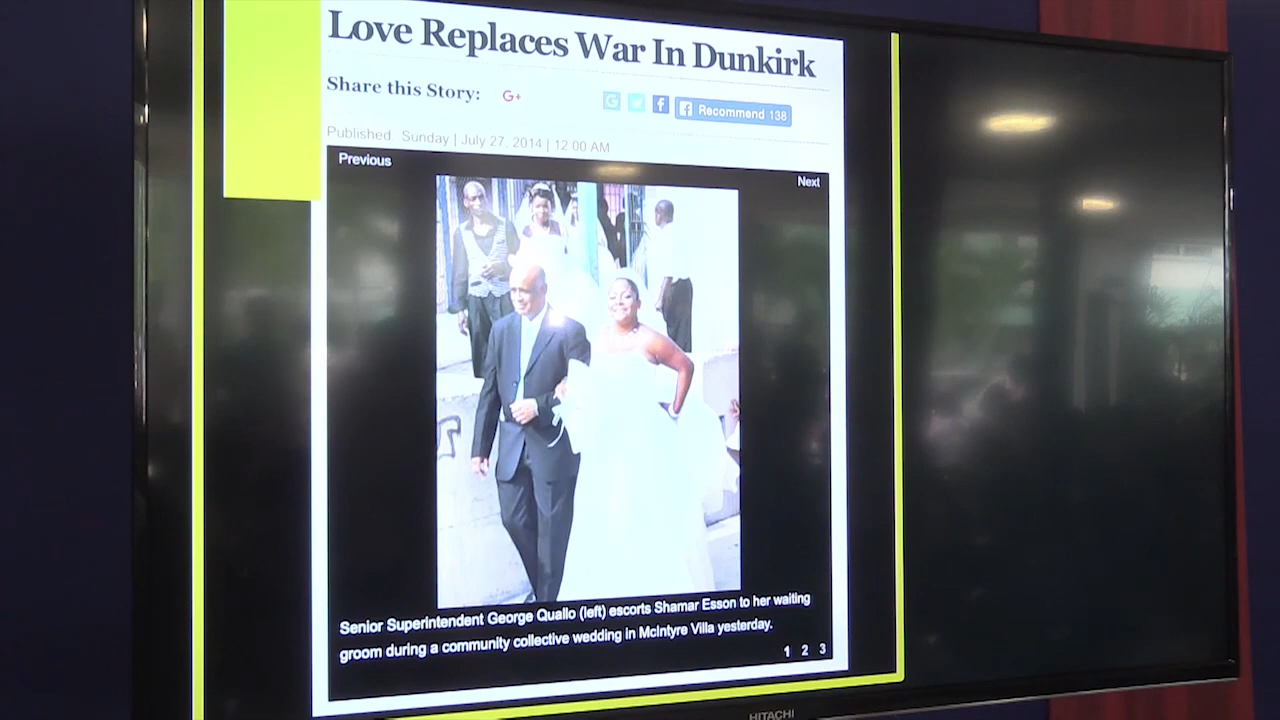 Love Replaces War In Dunkirk
Share this Story:
G+
G
f
Recommend 138
Published: Sunday | July 27, 2014 | 12:00 AM
Previous
Next
Senior Superintendent George Quallo (left) escorts Shamar Esson to her waiting
groom during a community collective wedding in McIntyre Villa yesterday.
1 2 3
HITACHI